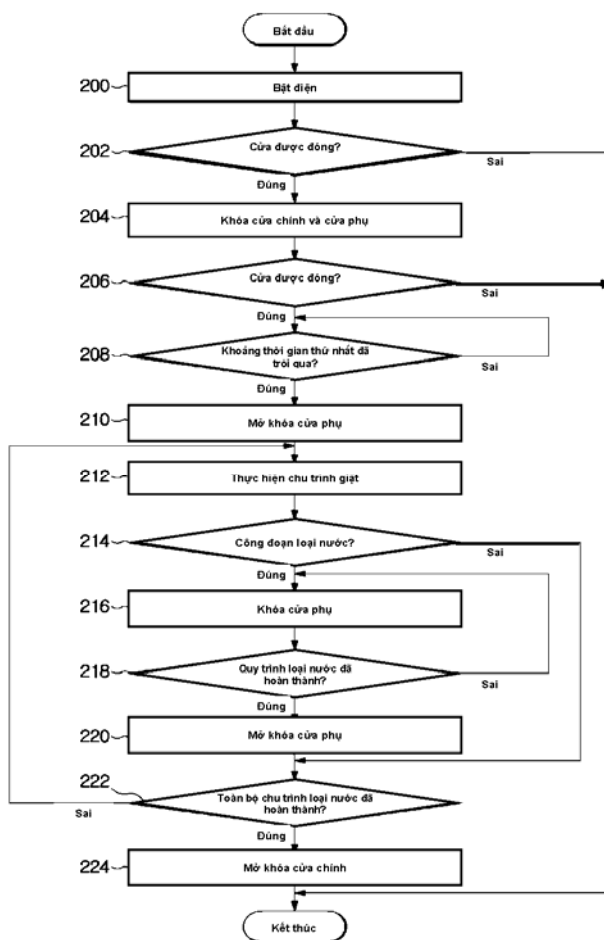 Bắt đầu
200
Bật điện
202
Cửa được đóng?
Sai
Đúng
204
Khóa cửa chính và cửa phụ
206
Cửa được đóng?
Sai
Đúng
208
Khoảng thời gian thứ nhất đã
trôi qua?
Sai
Đúng
210
Mở khóa cửa phụ
212
Thực hiện chu trình giặt
214
Công đoạn loại nước?
Sai
Đúng
216
Khóa cửa phụ
218
Quy trình loại nước đã
hoàn thành?
Sai
Đúng
220
Mở khóa cửa phụ
222
Toàn bộ chu trình loại nước đã
hoàn thành?
Sai
Đúng
224
Mở khóa cửa chính
Kết thúc